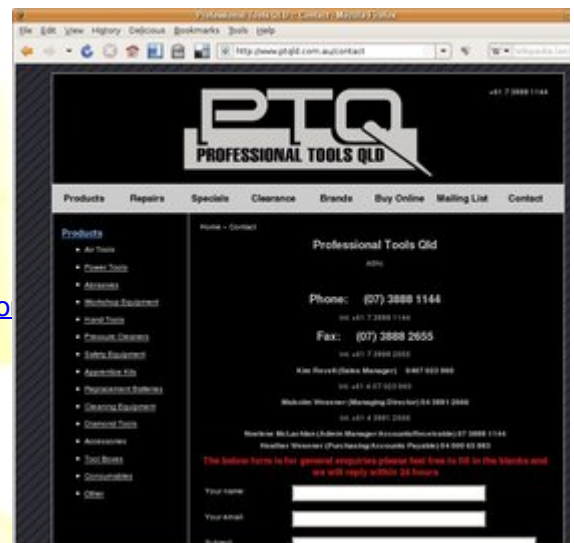 Professional Tools QLD :: Contact - Mozilla Firefox
File Edit View History Delicious Bookmarks Tools Help
http://www.ptqld.com.au/contact
+61 7 3888 1144
PTQ
PROFESSIONAL TOOLS QLD
Products Repairs Specials Clearance Brands Buy Online Mailing List Contact
Products
Air Tools
Power Tools
Abrasives
Workshop Equipment
Hand Tools
Pressure Cleaners
Safety Equipment
Apprentice Kits
Replacement Batteries
Cleaning Equipment
Diamond Tools
Accessories
Tool Boxes
Consumables
Other
Home - Contact
Professional Tools Qld
Phone: (07) 3888 1144
Int. +61 7 3888 1144
Fax: (07) 3888 2655
Int. +61 7 3888 2655
(Sales Manager)
(Managing Director)
The below form is for general enquiries please feel free to fill in the blanks and
we will reply within 24 hours
Your name
Your email
Subject